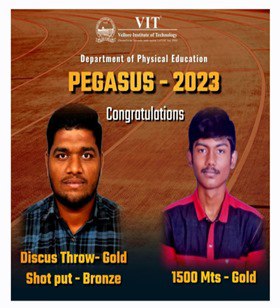 VIT
Vellore Institute of Technology
Department of Physical Education
PEGASUS - 2023
Congratulations
Discus Throw- Gold
Shot put - Bronze
1500 Mts - Gold